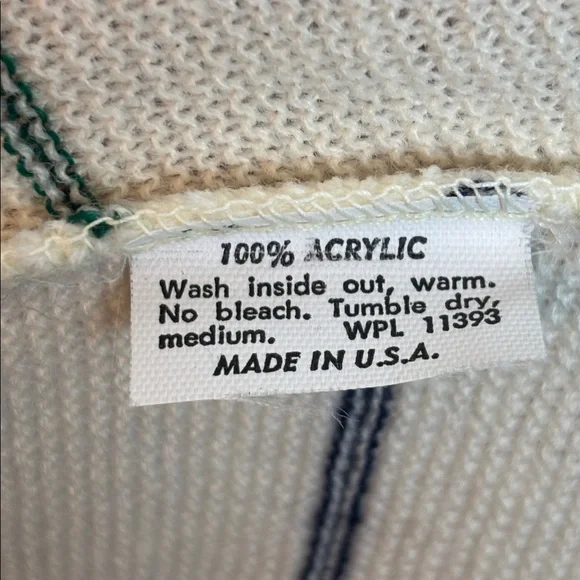 100% ACRYLIC
Wash inside out, warm.
No bleach. Tumble dry,
medium. WPL 11393
MADE IN U.S.A.